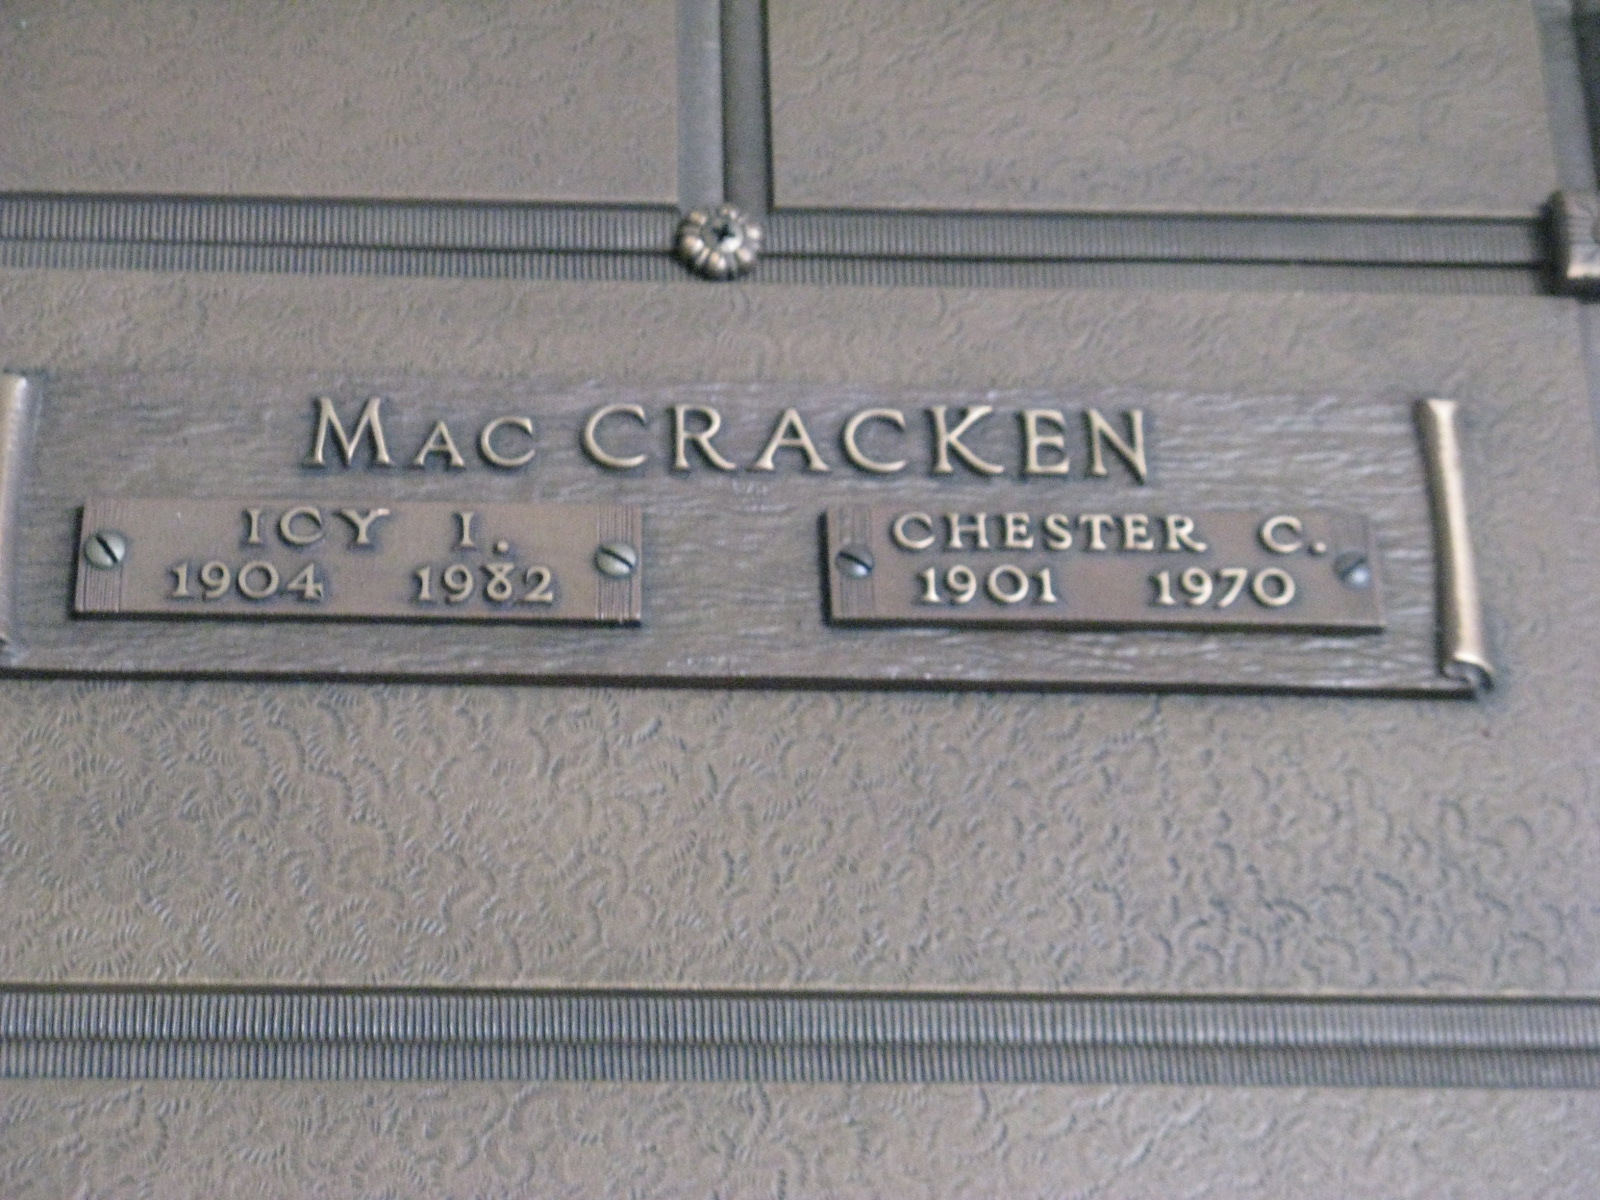 Mac CRACKEN
ICY I.
1904 1982
CHESTER C.
1901 1970